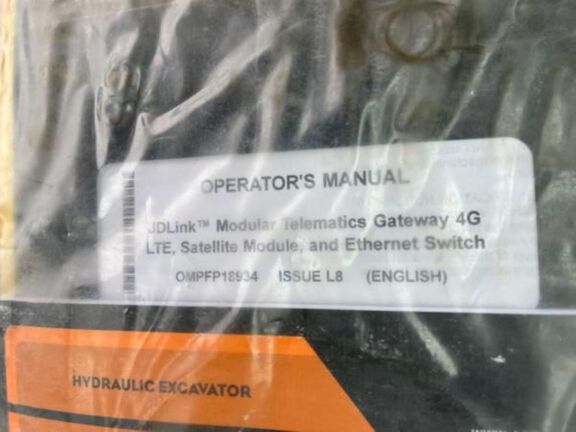 OPERATOR'S MANUAL
JDLink™ Modular Telematics Gateway 4G
LTE, Satellite Module, and Ethernet Switch
OMPFP18934 ISSUE L8 (ENGLISH)
HYDRAULIC EXCAVATOR